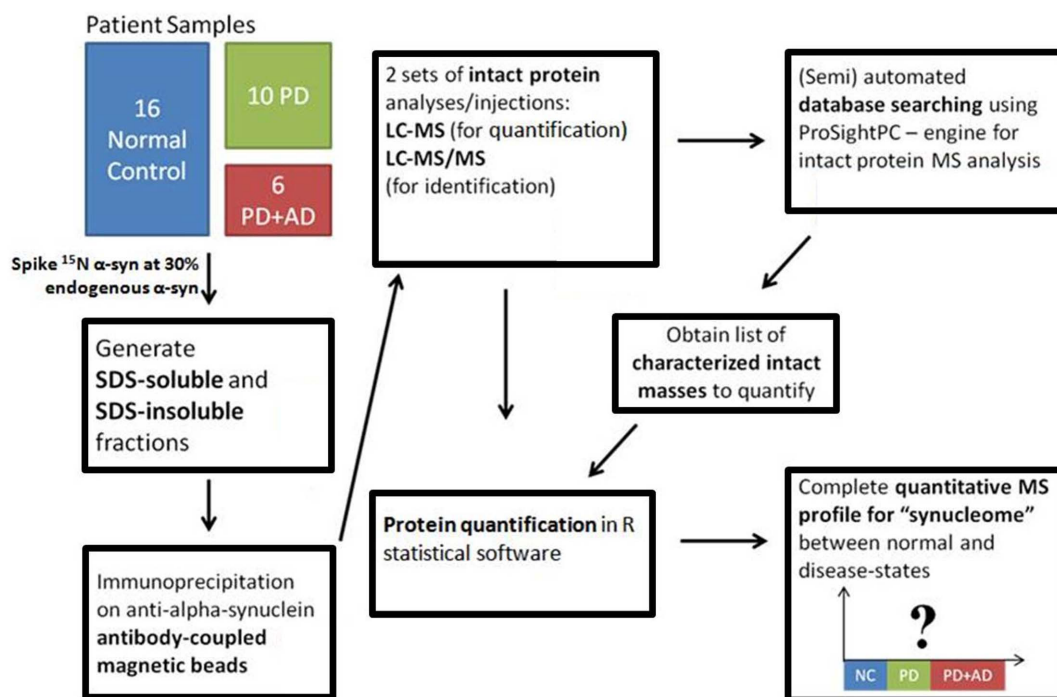 Patient Samples
16
Normal
Control
10 PD
6
PD+AD
Spike ¹⁵N α-syn at 30%
endogenous α-syn
Generate
SDS-soluble and
SDS-insoluble
fractions
Immunoprecipitation
on anti-alpha-synuclein
antibody-coupled
magnetic beads
2 sets of intact protein
analyses/injections:
LC-MS (for quantification)
LC-MS/MS
(for identification)
(Semi) automated
database searching using
ProSightPC – engine for
intact protein MS analysis
Obtain list of
characterized intact
masses to quantify
Protein quantification in R
statistical software
Complete quantitative MS
profile for “synucleome”
between normal and
disease-states
?
NC PD PD+AD